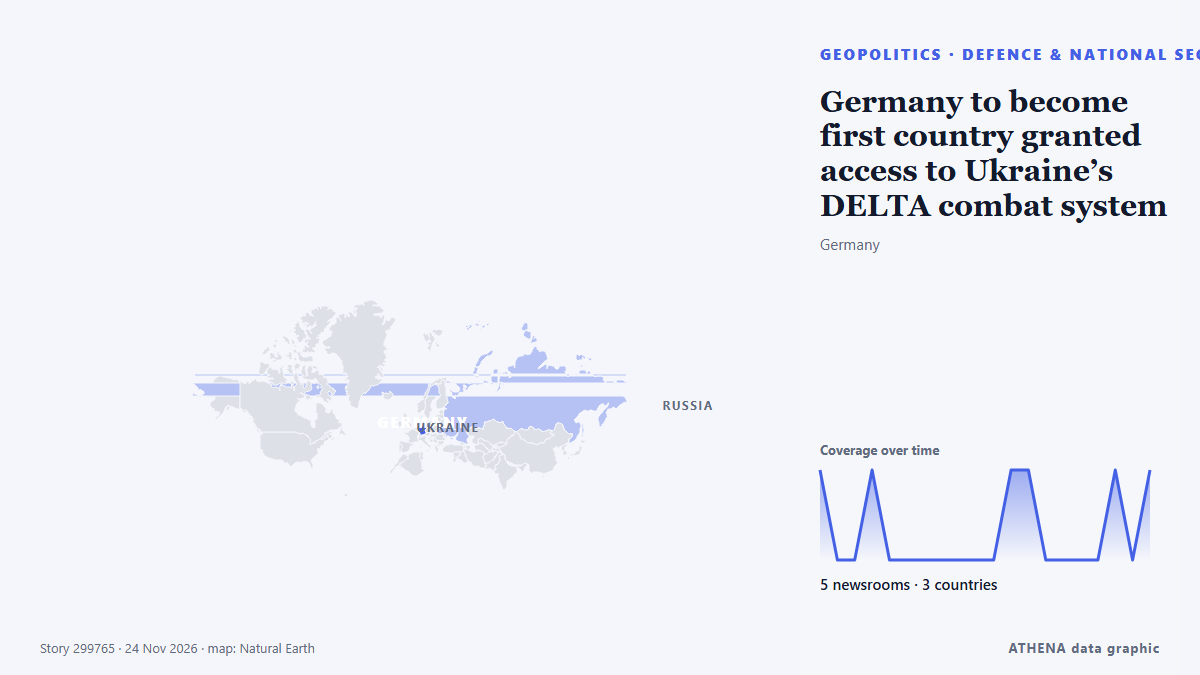 GEOPOLITICS · DEFENCE & NATIONAL
Germany to become
first country granted
access to Ukraine’s
DELTA combat system
Germany
RUSSIA
GERMANY
UKRAINE
Coverage over time
5 newsrooms · 3 countries
Story 299765 · 24 Nov 2026 · map: Natural Earth
ATHENA data graphic